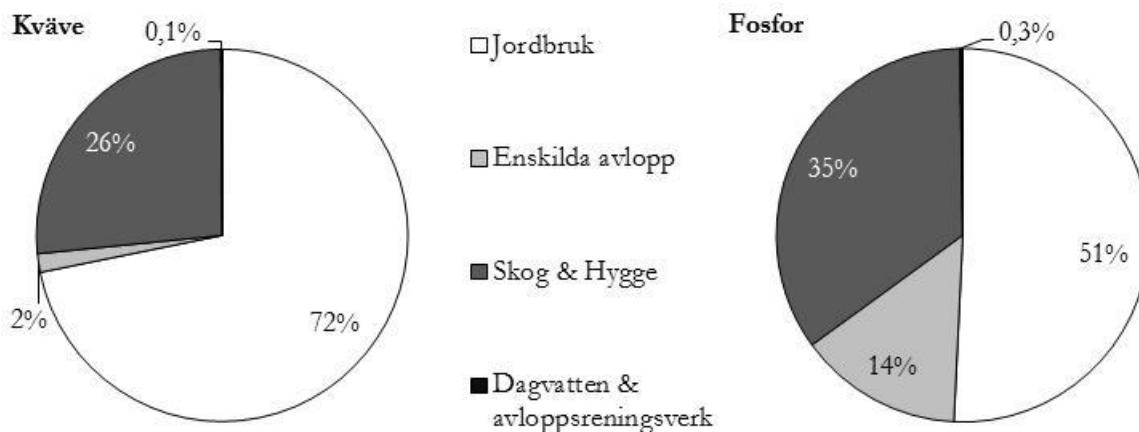 Kväve
0,1%
26%
2%
72%
Jordbruk
Enskilda avlopp
Skog & Hygge
Dagvatten &
avloppsreningsverk
Fosfor
0,3%
35%
51%
14%